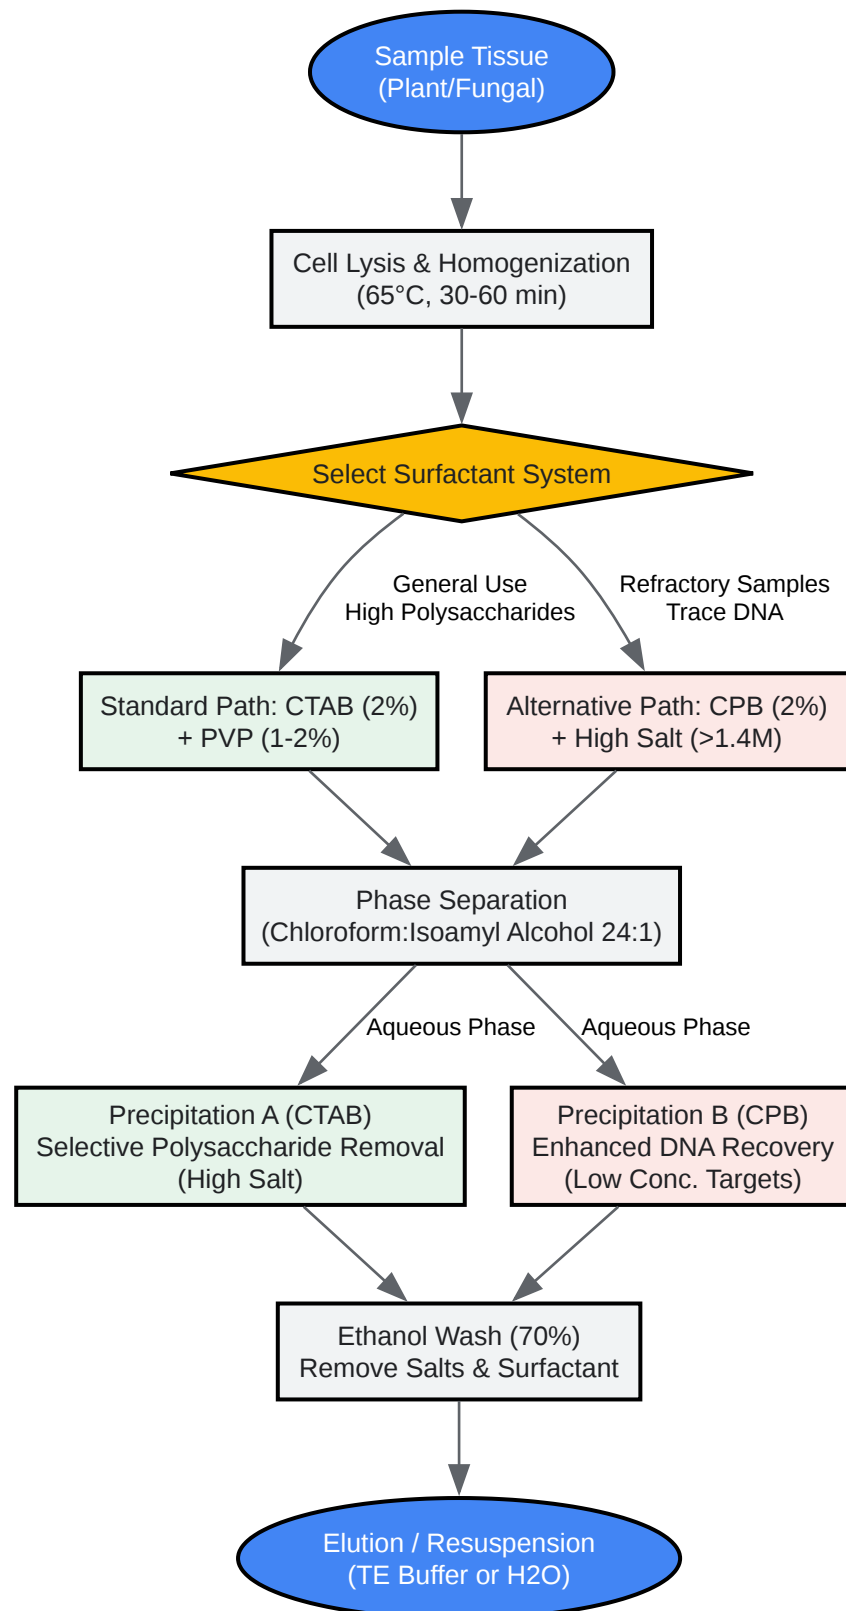 Sample Tissue
(Plant/Fungal)
Cell Lysis & Homogenization
(65°C, 30-60 min)
Select Surfactant System
General Use
High Polysaccharides
Refractory Samples
Trace DNA
Standard Path: CTAB (2%)
+ PVP (1-2%)
Alternative Path: CPB (2%)
+ High Salt (>1.4M)
Phase Separation
(Chloroform:Isoamyl Alcohol 24:1)
Aqueous Phase
Aqueous Phase
Precipitation A (CTAB)
Selective Polysaccharide Removal
(High Salt)
Precipitation B (CPB)
Enhanced DNA Recovery
(Low Conc. Targets)
Ethanol Wash (70%)
Remove Salts & Surfactant
Elution / Resuspension
(TE Buffer or H2O)